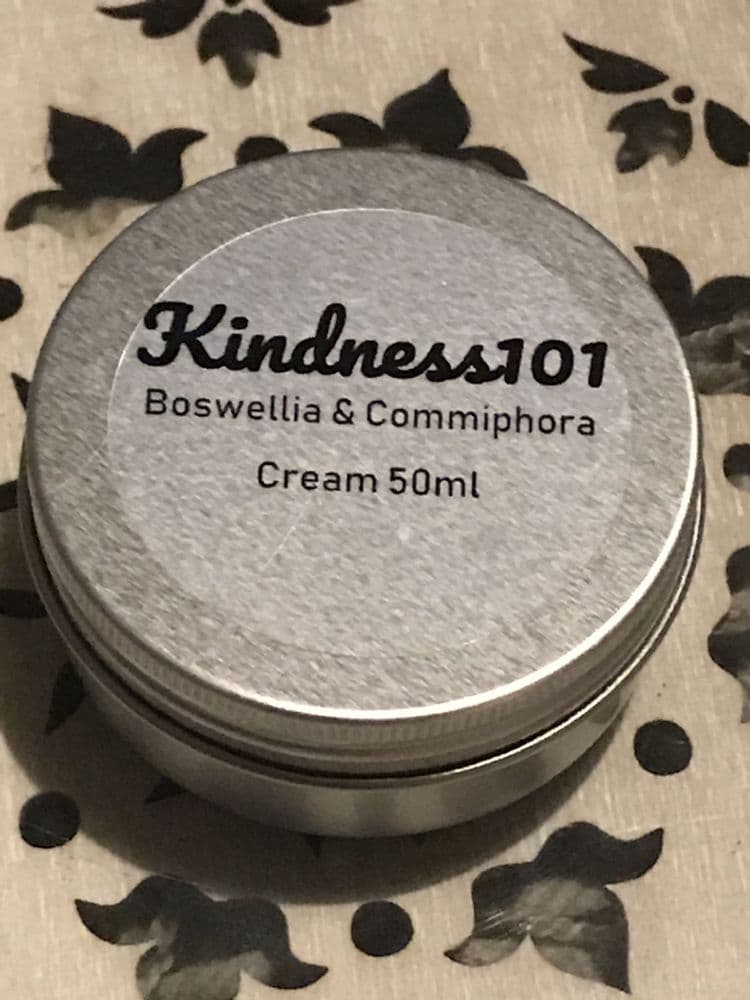 Kindness101
Boswellia & Commiphora
Cream 50ml